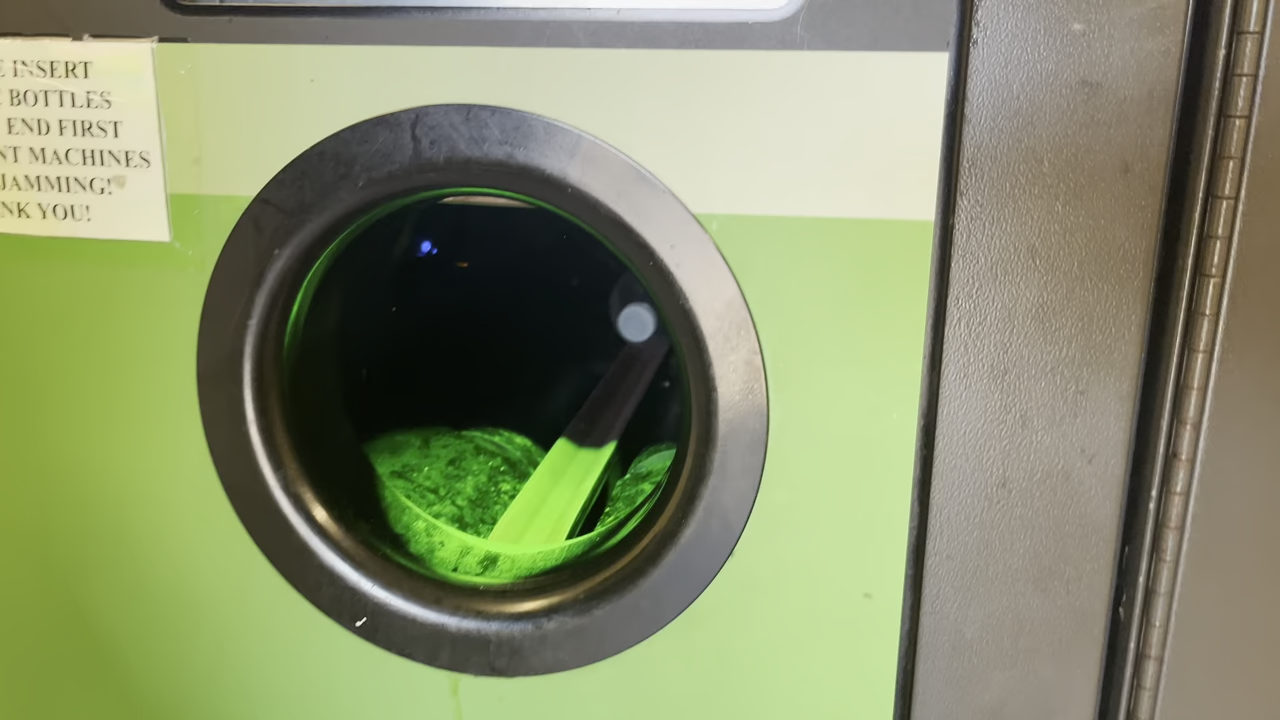 INSERT
BOTTLES
END FIRST
NT MACHINES
JAMMING!
NK YOU!